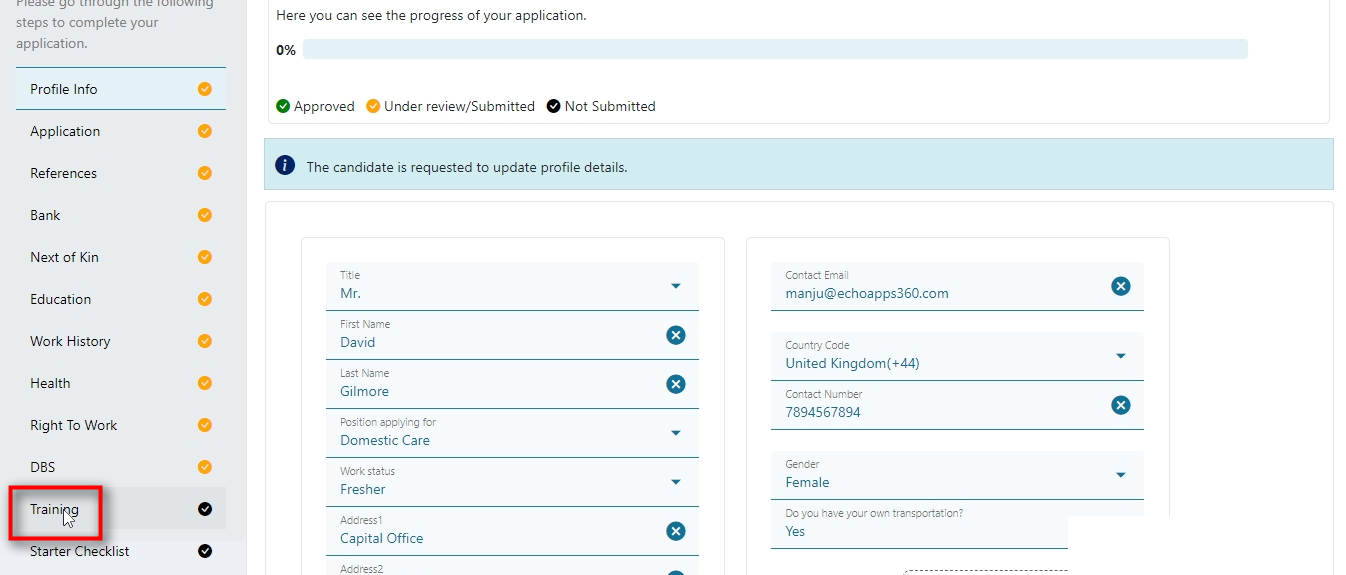 Please go through the following
steps to complete your
application.
Profile Info
Application
References
Bank
Next of Kin
Education
Work History
Health
Right To Work
DBS
Training
Starter Checklist
Here you can see the progress of your application.
0%
Approved Under review/Submitted Not Submitted
The candidate is requested to update profile details.
Title
Mr.
First Name
David
Last Name
Gilmore
Position applying for
Domestic Care
Work status
Fresher
Address1
Capital Office
Address2
Contact Email
manju@echoapps360.com
Country Code
United Kingdom(+44)
Contact Number
7894567894
Gender
Female
Do you have your own transportation?
Yes